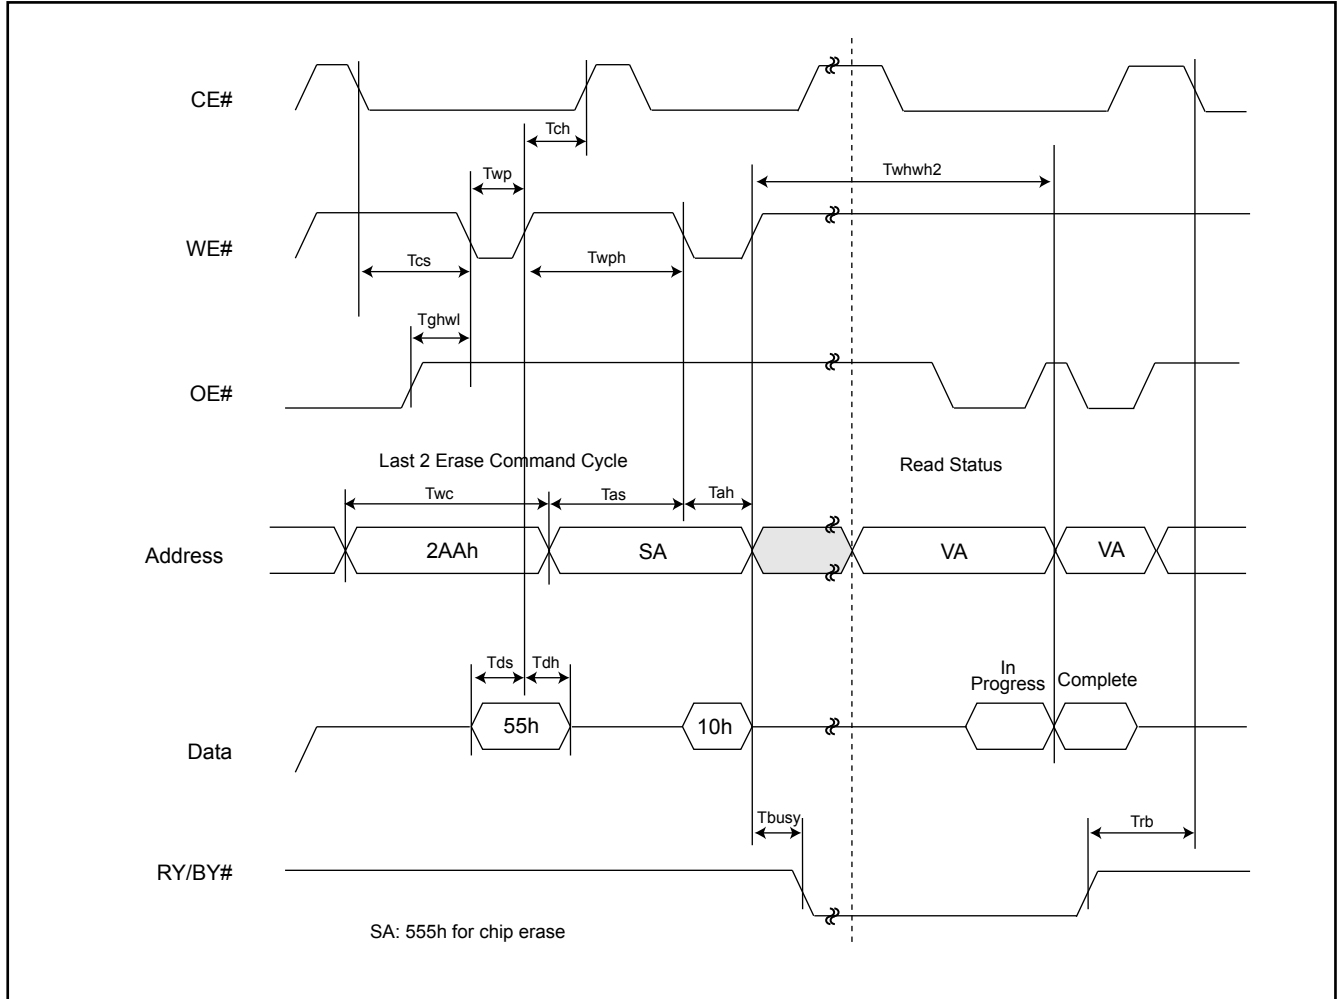 CE#
Tch
Twp
Twhwh2
WE#
Tcs
Twph
Tghwl
OE#
Last 2 Erase Command Cycle
Read Status
Twc
Tas
Tah
Address
2AAh
SA
VA
VA
Tds
Tdh
In
Progress
Complete
55h
10h
Data
Tbusy
Trb
RY/BY#
SA: 555h for chip erase